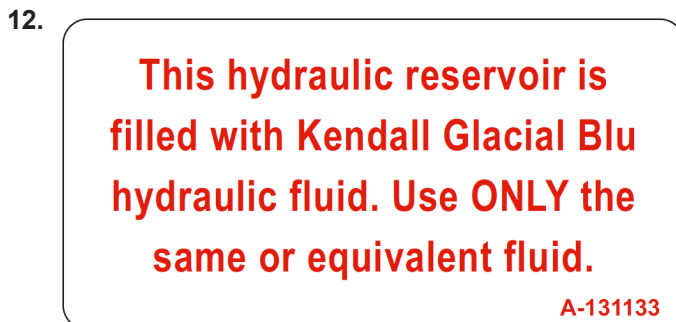 12.
This hydraulic reservoir is
filled with Kendall Glacial Blu
hydraulic fluid. Use ONLY the
same or equivalent fluid.
A-131133